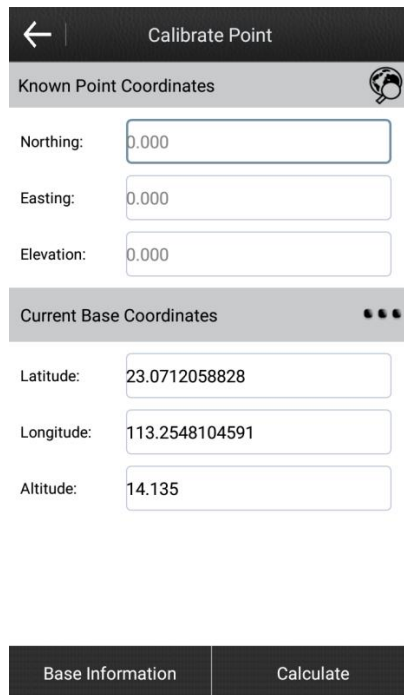 Calibrate Point
Known Point Coordinates
Northing: 0.000
Easting: 0.000
Elevation: 0.000
Current Base Coordinates
Latitude: 23.0712058828
Longitude: 113.2548104591
Altitude: 14.135
Base Information Calculate